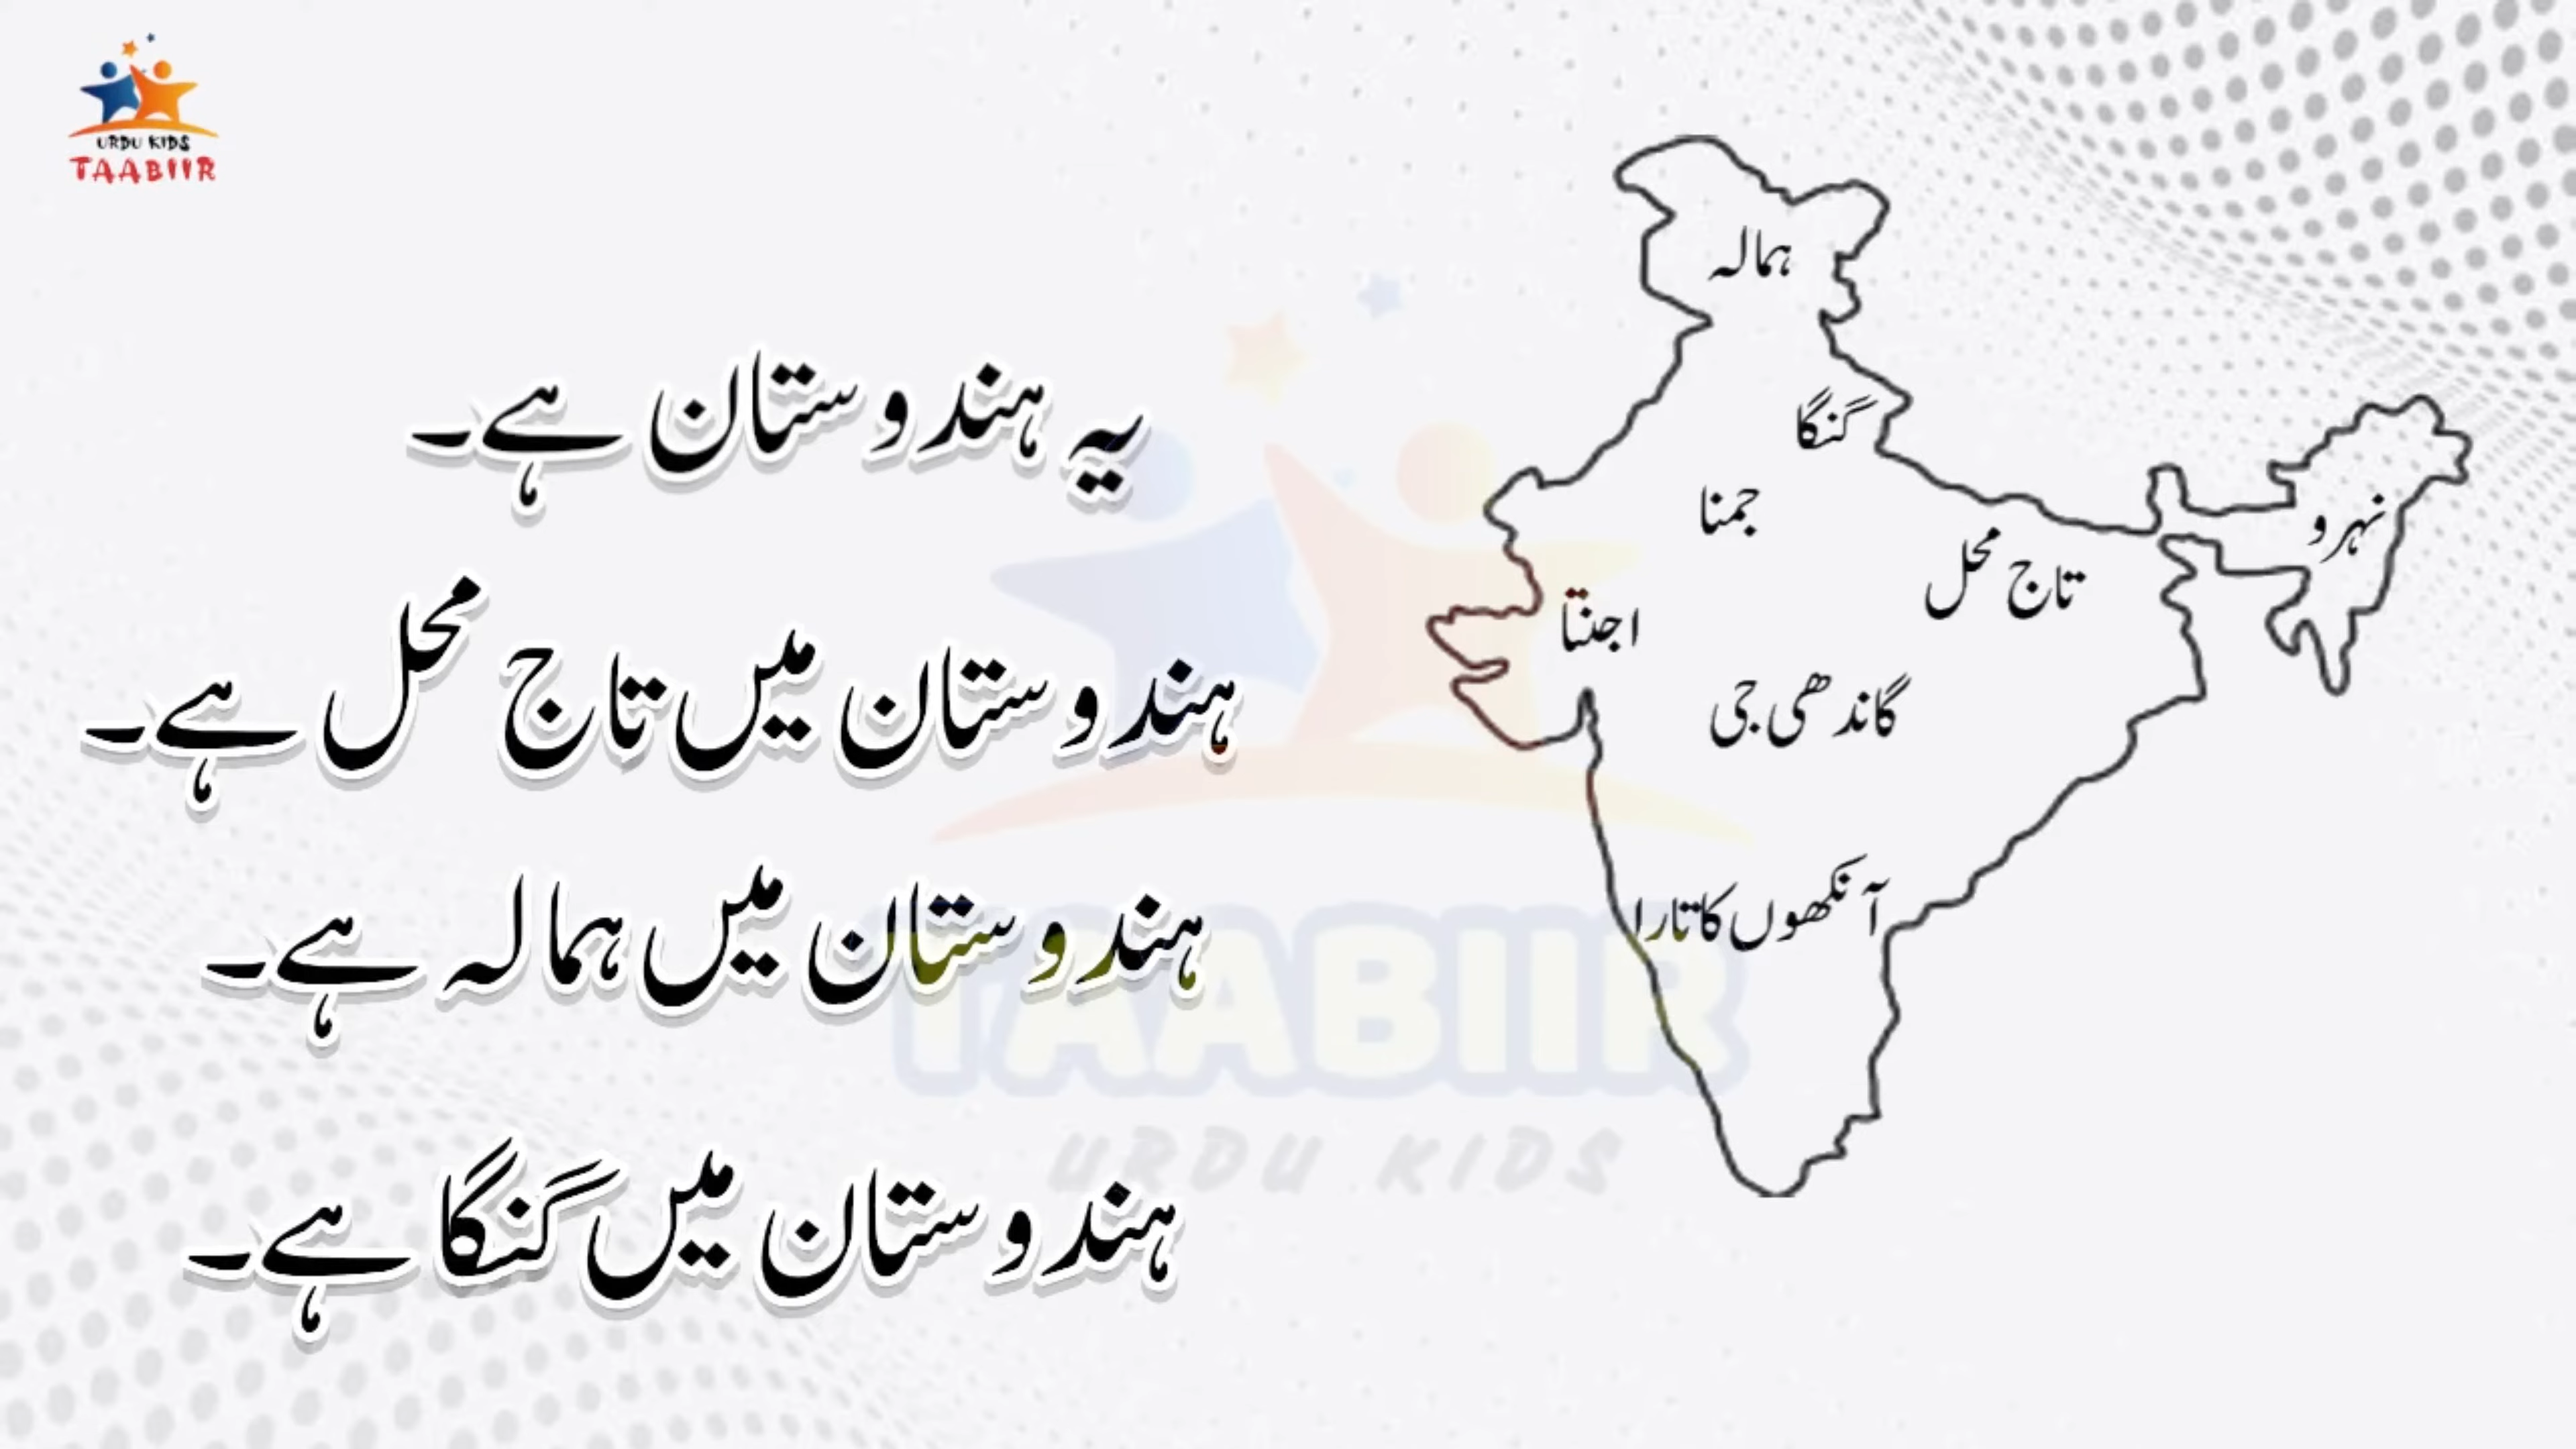 URDU KIDS
TAABIIR
یہ ہندوستان ہے۔
ہندوستان میں تاج محل ہے۔
ہندوستان میں ہمالہ ہے۔
ہندوستان میں گنگا ہے۔
ہمالہ
گنگا
جمنا
نہرو
تاج محل
اجنتا
گاندھی جی
آنکھوں کا تارا
TAABIIR
URDU KIDS